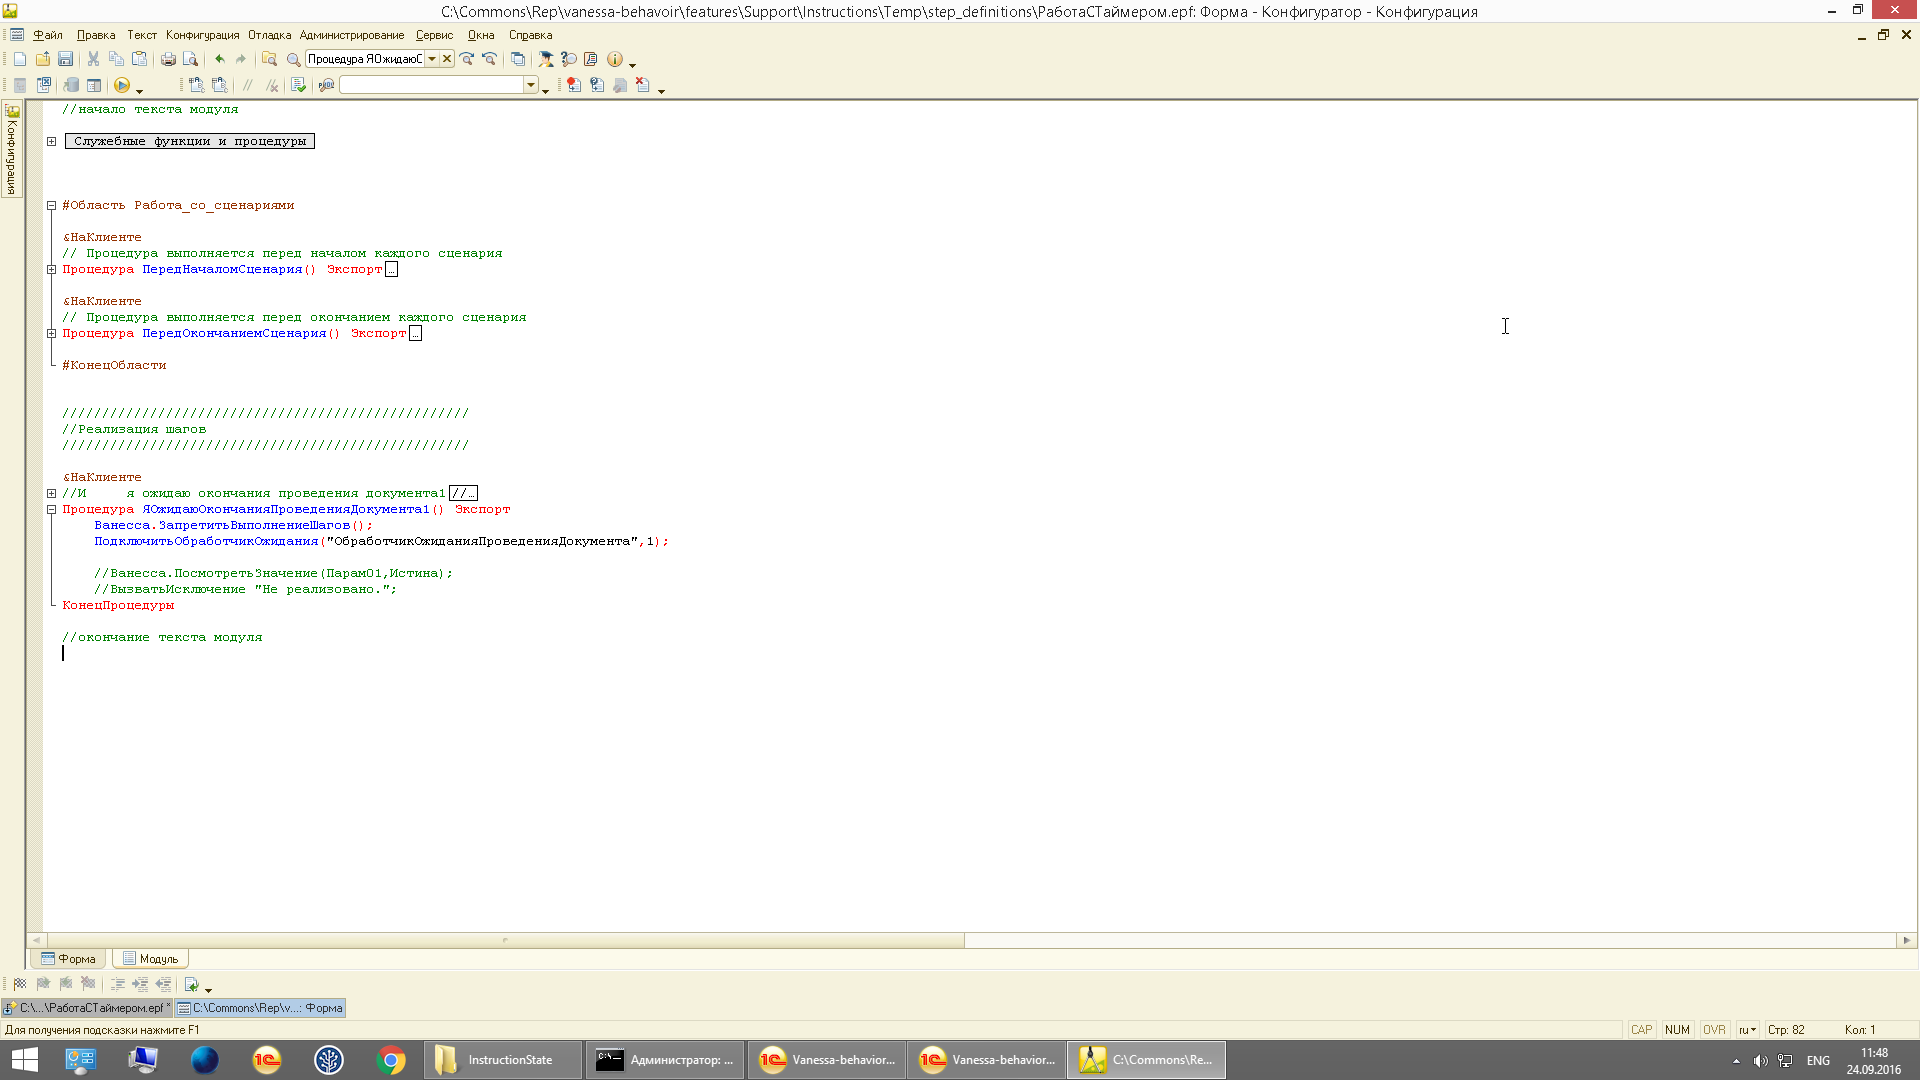 C:\Commons\Rep\vanessa-behavoir\features\Support\Instructions\Temp\step_definitions\РаботаСТаймером.epf: Форма - Конфигуратор - Конфигурация
Файл Правка Текст Конфигурация Отладка Администрирование Сервис Окна Справка
Процедура ЯОжидаюС
Конфигурация
//начало текста модуля
Служебные функции и процедуры
#Область Работа_со_сценариями
&НаКлиенте
// Процедура выполняется перед началом каждого сценария
Процедура ПередНачаломСценария() Экспорт...
&НаКлиенте
// Процедура выполняется перед окончанием каждого сценария
Процедура ПередОкончаниемСценария() Экспорт...
#КонецОбласти
///////////////////////////////////////////////////
//Реализация шагов
///////////////////////////////////////////////////
&НаКлиенте
//И     я ожидаю окончания проведения документа1 //...
Процедура ЯОжидаюОкончанияПроведенияДокумента1() Экспорт
Ванесса.ЗапретитьВыполнениеШагов();
ПодключитьОбработчикОжидания("ОбработчикОжиданияПроведенияДокумента",1);
//Ванесса.ПосмотретьЗначение(Парам01,Истина);
//ВызватьИсключение "Не реализовано.";
КонецПроцедуры
//окончание текста модуля
Форма Модуль
C:\...\РаботаСТаймером.epf * C:\Commons\Rep\v...: Форма
Для получения подсказки нажмите F1 CAP NUM OVR ru Стр: 82 Кол: 1
InstructionState Администратор: ... Vanessa-behavior... Vanessa-behavior... C:\Commons\Re... ENG 11:48
24.09.2016